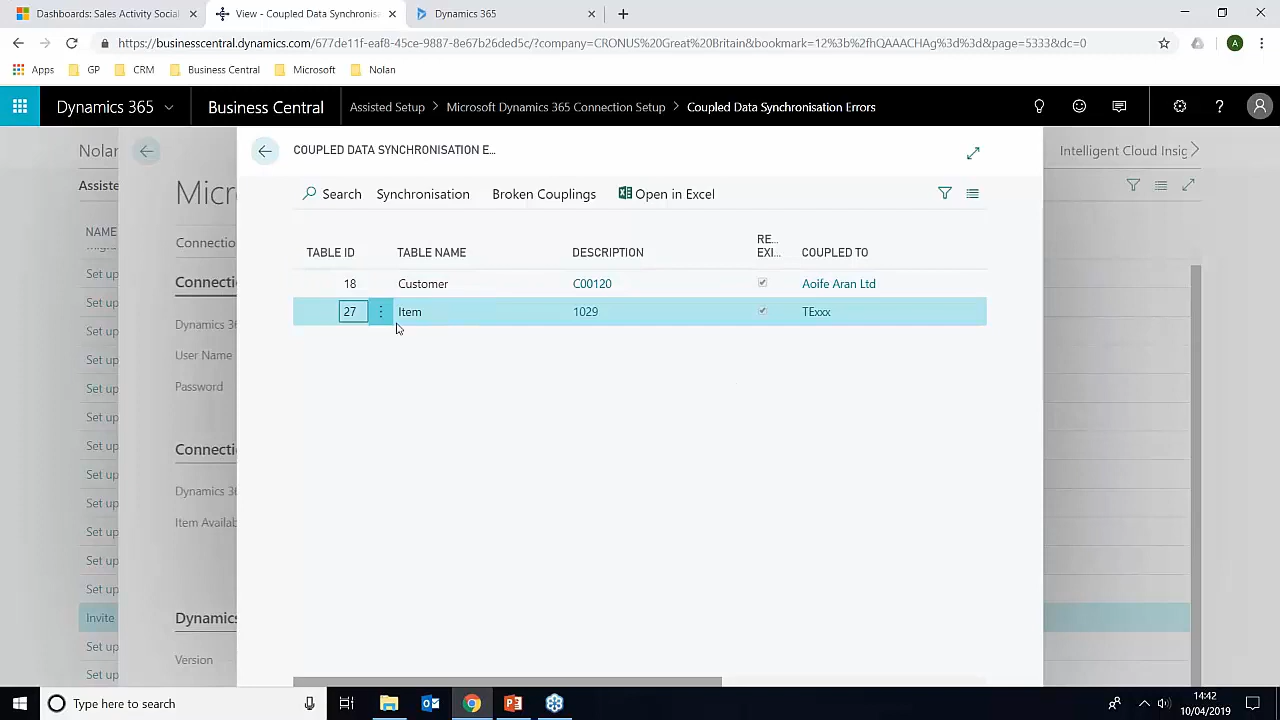 Dashboards: Sales Activity Social
View - Coupled Data Synchronisa
Dynamics 365
https://businesscentral.dynamics.com/677de11f-eaf8-45ce-9887-8e67b26ded5c/?company=CRONUS%20Great%20Britain&bookmark=12%3b%2fhQAAACHAg%3d%3d&page=5333&dc=0
Apps GP CRM Business Central Microsoft Nolan
Dynamics 365 Business Central Assisted Setup > Microsoft Dynamics 365 Connection Setup > Coupled Data Synchronisation Errors
Nolan
COUPLED DATA SYNCHRONISATION E...
Intelligent Cloud Insig
Assiste
Micr
Search Synchronisation Broken Couplings Open in Excel
NAME
Connectio
TABLE ID TABLE NAME DESCRIPTION RE... EXI... COUPLED TO
Set up
Connecti
18 Customer C00120 Aoife Aran Ltd
Set up
27 Item 1029 TExxx
Dynamics 3
Set up
User Name
Set up
Password
Set up
Set up
Connecti
Set up
Dynamics 36
Set up
Item Availab
Set up
Set up
Set up
Invite
Dynamics
Set up
Version
Set up
Type here to search
14:42
10/04/2019